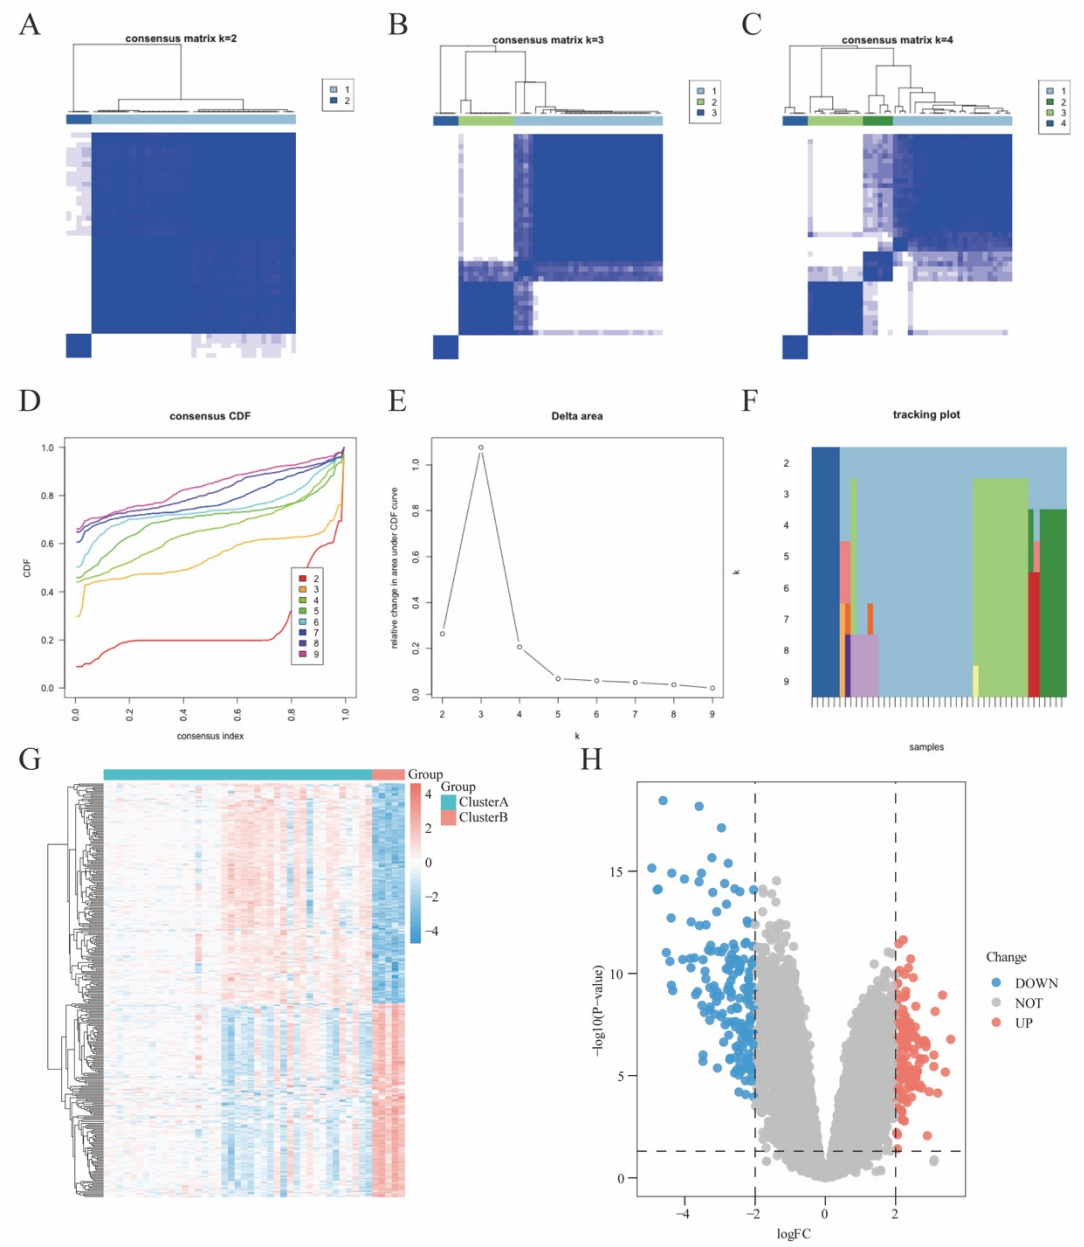 A
consensus matrix k=2
1
2
B
consensus matrix k=3
1
2
3
C
consensus matrix k=4
1
2
3
4
D
consensus CDF
CDF
1.0
0.8
0.6
0.4
0.2
0.0
2
3
4
5
6
7
8
9
0.0 0.2 0.4 0.6 0.8 1.0
consensus index
E
Delta area
relative change in area under CDF curve
1.0
0.8
0.6
0.4
0.2
0.0
2 3 4 5 6 7 8 9
k
F
tracking plot
k
2
3
4
5
6
7
8
9
samples
G
Group
4
2
0
−2
−4
Group
ClusterA
ClusterB
H
−log10(P−value)
15
10
5
0
−4 −2 0 2
logFC
Change
DOWN
NOT
UP